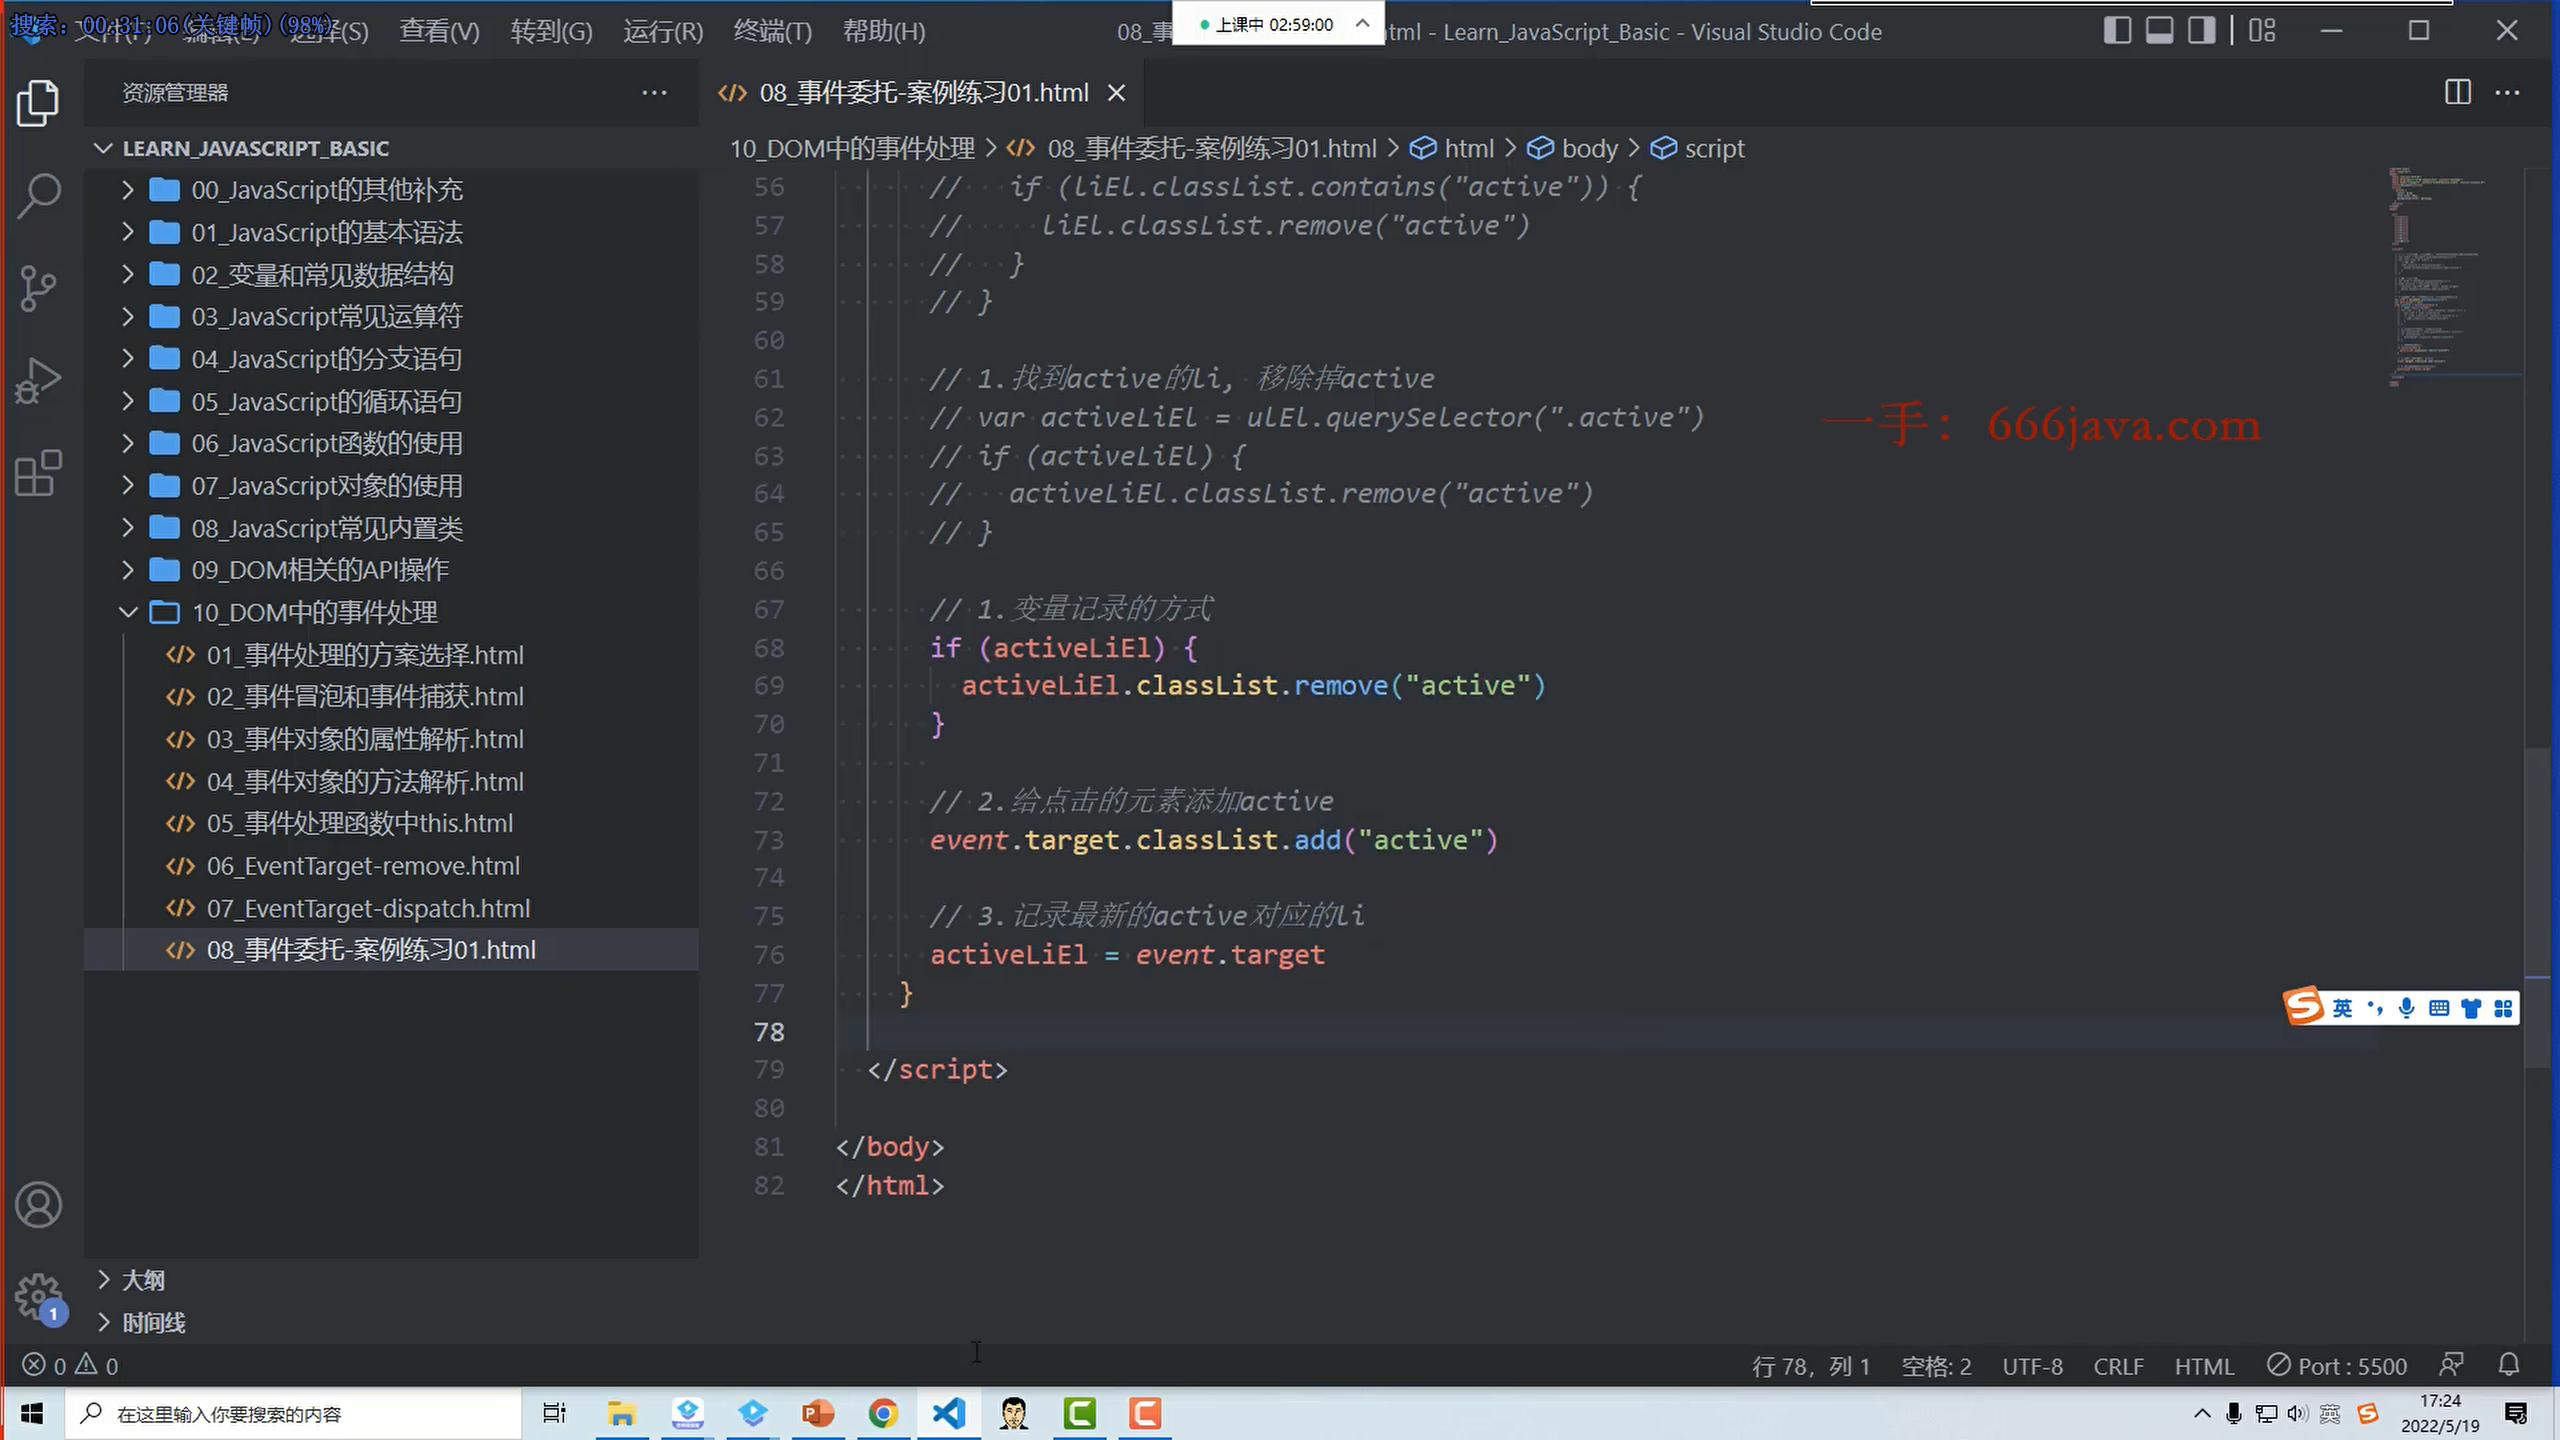 搜索: 00:31:06(关键帧)(98%)
文件(F) 编辑(E) 选择(S) 查看(V) 转到(G) 运行(R) 终端(T) 帮助(H)
上课中 02:59:00
08_事 html - Learn_JavaScript_Basic - Visual Studio Code
资源管理器
08_事件委托-案例练习01.html
LEARN_JAVASCRIPT_BASIC
10_DOM中的事件处理 > 08_事件委托-案例练习01.html > html > body > script
00_JavaScript的其他补充
01_JavaScript的基本语法
02_变量和常见数据结构
03_JavaScript常见运算符
04_JavaScript的分支语句
05_JavaScript的循环语句
06_JavaScript函数的使用
07_JavaScript对象的使用
08_JavaScript常见内置类
09_DOM相关的API操作
10_DOM中的事件处理
01_事件处理的方案选择.html
02_事件冒泡和事件捕获.html
03_事件对象的属性解析.html
04_事件对象的方法解析.html
05_事件处理函数中this.html
06_EventTarget-remove.html
07_EventTarget-dispatch.html
08_事件委托-案例练习01.html
大纲
时间线
56 //   if (liEl.classList.contains("active")) {
57 //     liEl.classList.remove("active")
58 //   }
59 // }
60
61 // 1.找到active的li, 移除掉active
62 // var activeLiEl = ulEl.querySelector(".active")
63 // if (activeLiEl) {
64 //   activeLiEl.classList.remove("active")
65 // }
66
67 // 1.变量记录的方式
68 if (activeLiEl) {
69   activeLiEl.classList.remove("active")
70 }
71
72 // 2.给点击的元素添加active
73 event.target.classList.add("active")
74
75 // 3.记录最新的active对应的li
76 activeLiEl = event.target
77 }
78
79 </script>
80
81 </body>
82 </html>
一手: 666java.com
英
1
0 0
行 78, 列 1 空格: 2 UTF-8 CRLF HTML Port : 5500
在这里输入你要搜索的内容
英
17:24
2022/5/19